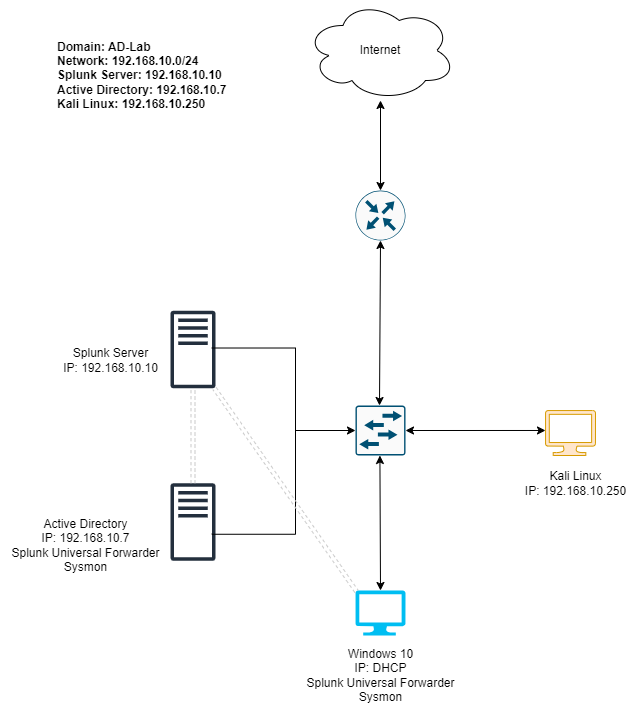 Internet
Domain: AD-Lab
Network: 192.168.10.0/24
Splunk Server: 192.168.10.10
Active Directory: 192.168.10.7
Kali Linux: 192.168.10.250
Splunk Server
IP: 192.168.10.10
Kali Linux
IP: 192.168.10.250
Active Directory
IP: 192.168.10.7
Splunk Universal Forwarder
Sysmon
Windows 10
IP: DHCP
Splunk Universal Forwarder
Sysmon